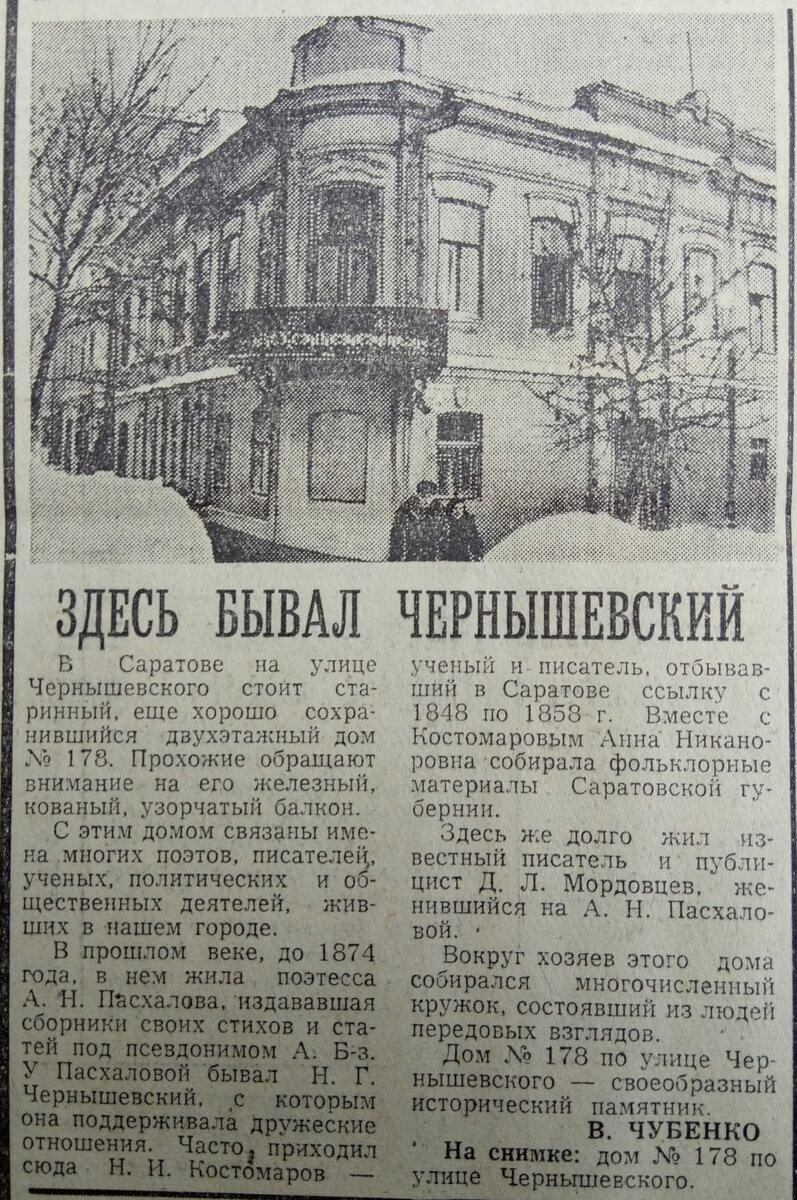 ЗДЕСЬ БЫВАЛ ЧЕРНЫШЕВСКИЙ
В Саратове на улице
Чернышевского стоит ста-
ринный, еще хорошо сохра-
нившийся двухэтажный дом
№ 178. Прохожие обращают
внимание на его железный,
кованый, узорчатый балкон.
С этим домом связаны име-
на многих поэтов, писателей,
ученых, политических и об-
щественных деятелей, жив-
ших в нашем городе.
В прошлом веке, до 1874
года, в нем жила поэтесса
А. Н. Пасхалова, издававшая
сборники своих стихов и ста-
тей под псевдонимом А. Б-з.
У Пасхаловой бывал Н. Г.
Чернышевский, с которым
она поддерживала дружеские
отношения. Часто приходил
сюда Н. И. Костомаров —
ученый и писатель, отбывав-
ший в Саратове ссылку с
1848 по 1858 г. Вместе с
Костомаровым Анна Никано-
ровна собирала фольклорные
материалы Саратовской гу-
бернии.
Здесь же долго жил из-
вестный писатель и публи-
цист Д. Л. Мордовцев, же-
нившийся на А. Н. Пасхало-
вой.
Вокруг хозяев этого дома
собирался многочисленный
кружок, состоявший из людей
передовых взглядов.
Дом № 178 по улице Чер-
нышевского — своеобразный
исторический памятник.
В. ЧУБЕНКО
На снимке: дом № 178 по
улице Чернышевского.